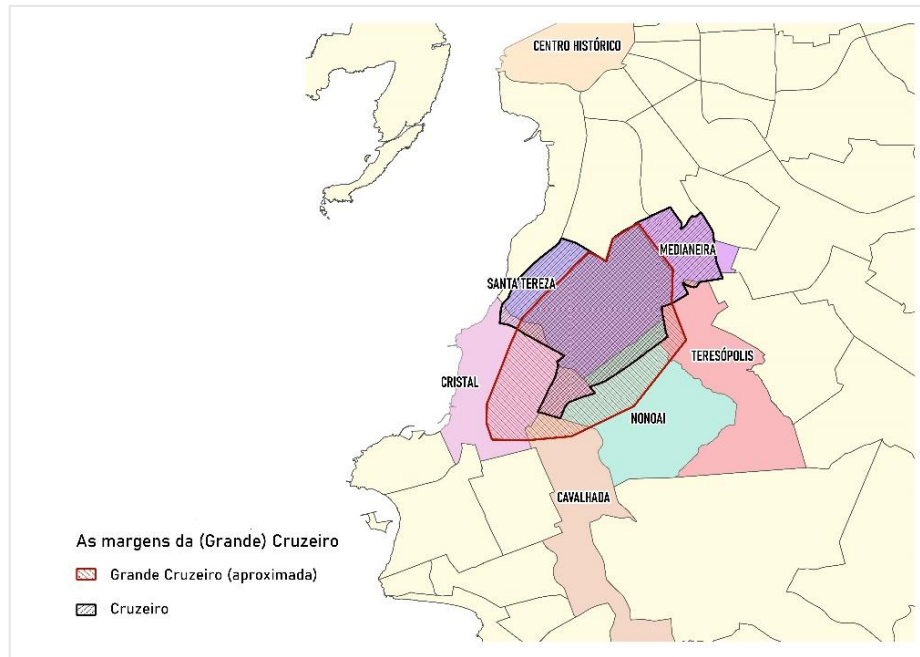 CENTRO HISTÓRICO
MEDIANEIRA
SANTA TEREZA
TERESÓPOLIS
CRISTAL
NONOAI
CAVALHADA
As margens da (Grande) Cruzeiro
Grande Cruzeiro (aproximada)
Cruzeiro